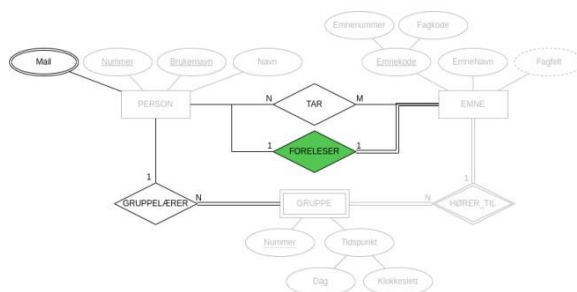 Emnenummer
Fagkode
Mail
Nummer
Brukernavn
Navn
Emnekode
EmneNavn
Fagfelt
PERSON
N
TAR
M
EMNE
1
FORELESER
1
1
1
GRUPPELÆRER
N
GRUPPE
N
HØRER_TIL
Nummer
Tidspunkt
Dag
Klokkeslett